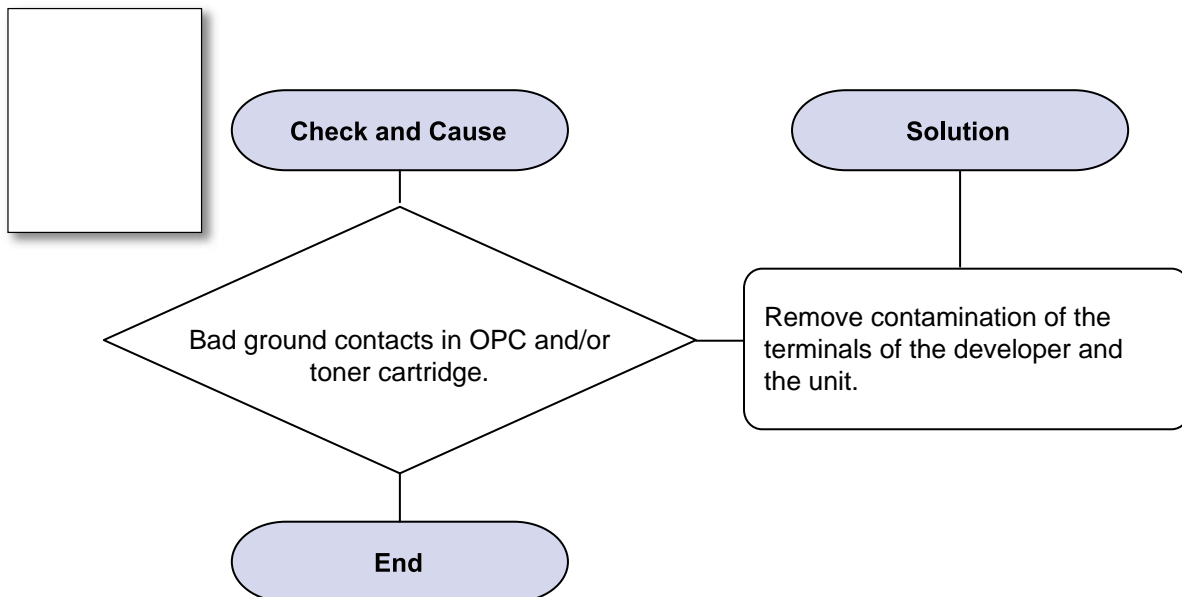 Check and Cause
Solution
Bad ground contacts in OPC and/or
toner cartridge.
Remove contamination of the
terminals of the developer and
the unit.
End